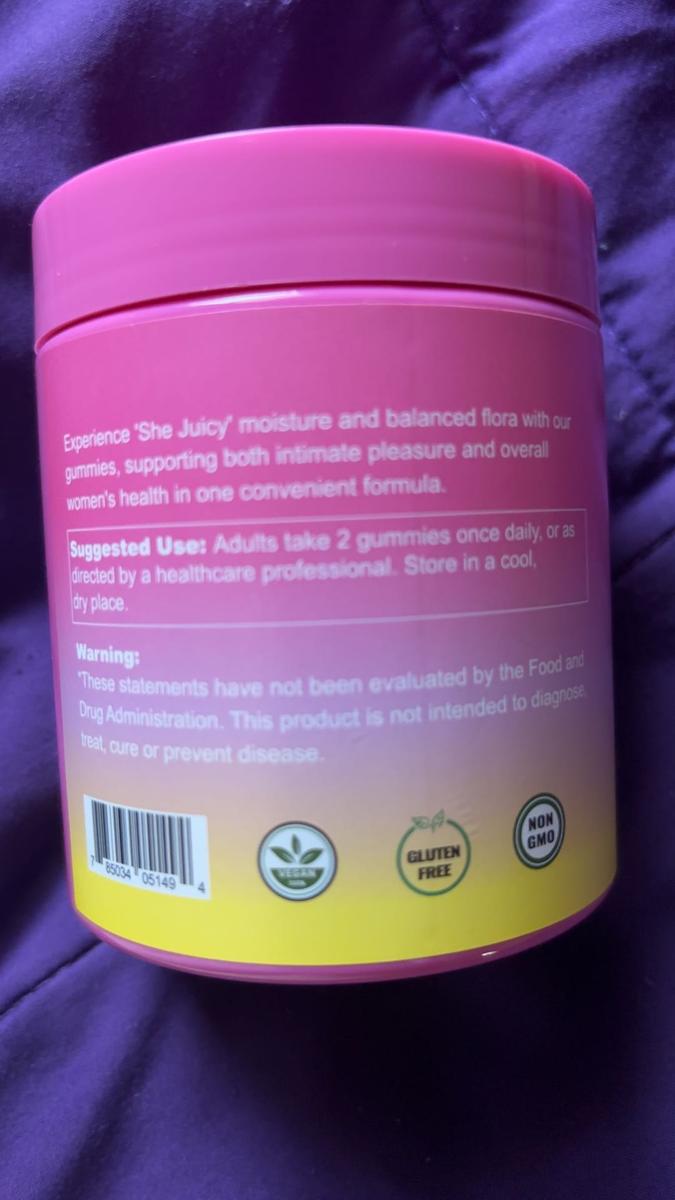 Experience 'She Juicy' moisture and balanced flora with our
gummies, supporting both intimate pleasure and overall
women's health in one convenient formula.
Suggested Use: Adults take 2 gummies once daily, or as
directed by a healthcare professional. Store in a cool,
dry place.
Warning:
*These statements have not been evaluated by the Food and
Drug Administration. This product is not intended to diagnose,
treat, cure or prevent disease.
7 85034 05149 4
VEGAN
GLUTEN
FREE
NON
GMO